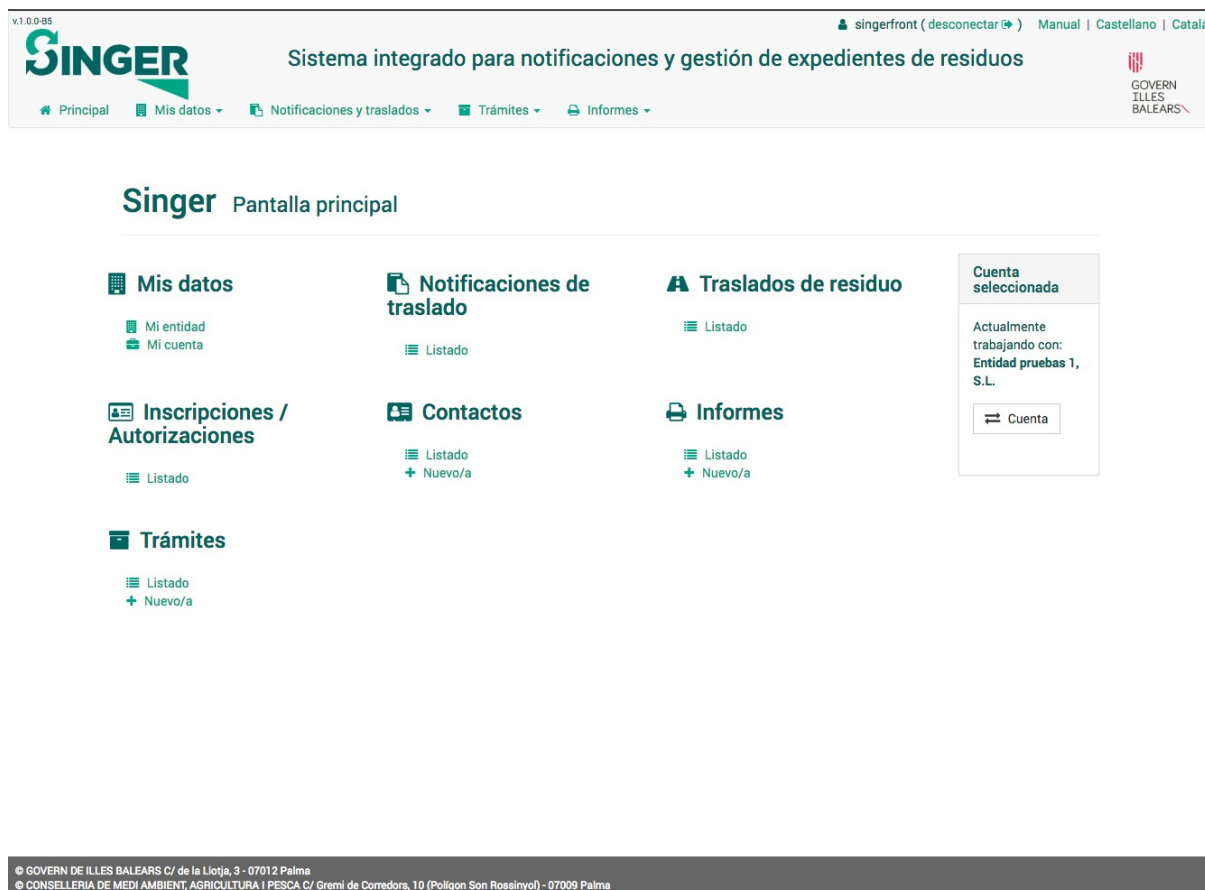 v.1.0.0-B5
singerfront ( desconectar ) Manual | Castellano | Catalá
SINGER
Sistema integrado para notificaciones y gestión de expedientes de residuos
GOVERN
ILLES
BALEARS
Principal Mis datos Notificaciones y traslados Trámites Informes
Singer Pantalla principal
Mis datos
Mi entidad
Mi cuenta
Notificaciones de
traslado
Listado
Traslados de residuo
Listado
Cuenta
seleccionada
Actualmente
trabajando con:
Entidad pruebas 1,
S.L.
Cuenta
Inscripciones /
Autorizaciones
Listado
Contactos
Listado
+ Nuevo/a
Informes
Listado
+ Nuevo/a
Trámites
Listado
+ Nuevo/a
© GOVERN DE ILLES BALEARS C/ de la Llotja, 3 - 07012 Palma
© CONSELLERIA DE MEDI AMBIENT, AGRICULTURA I PESCA C/ Gremi de Corredors, 10 (Polígon Son Rossinyol) - 07009 Palma